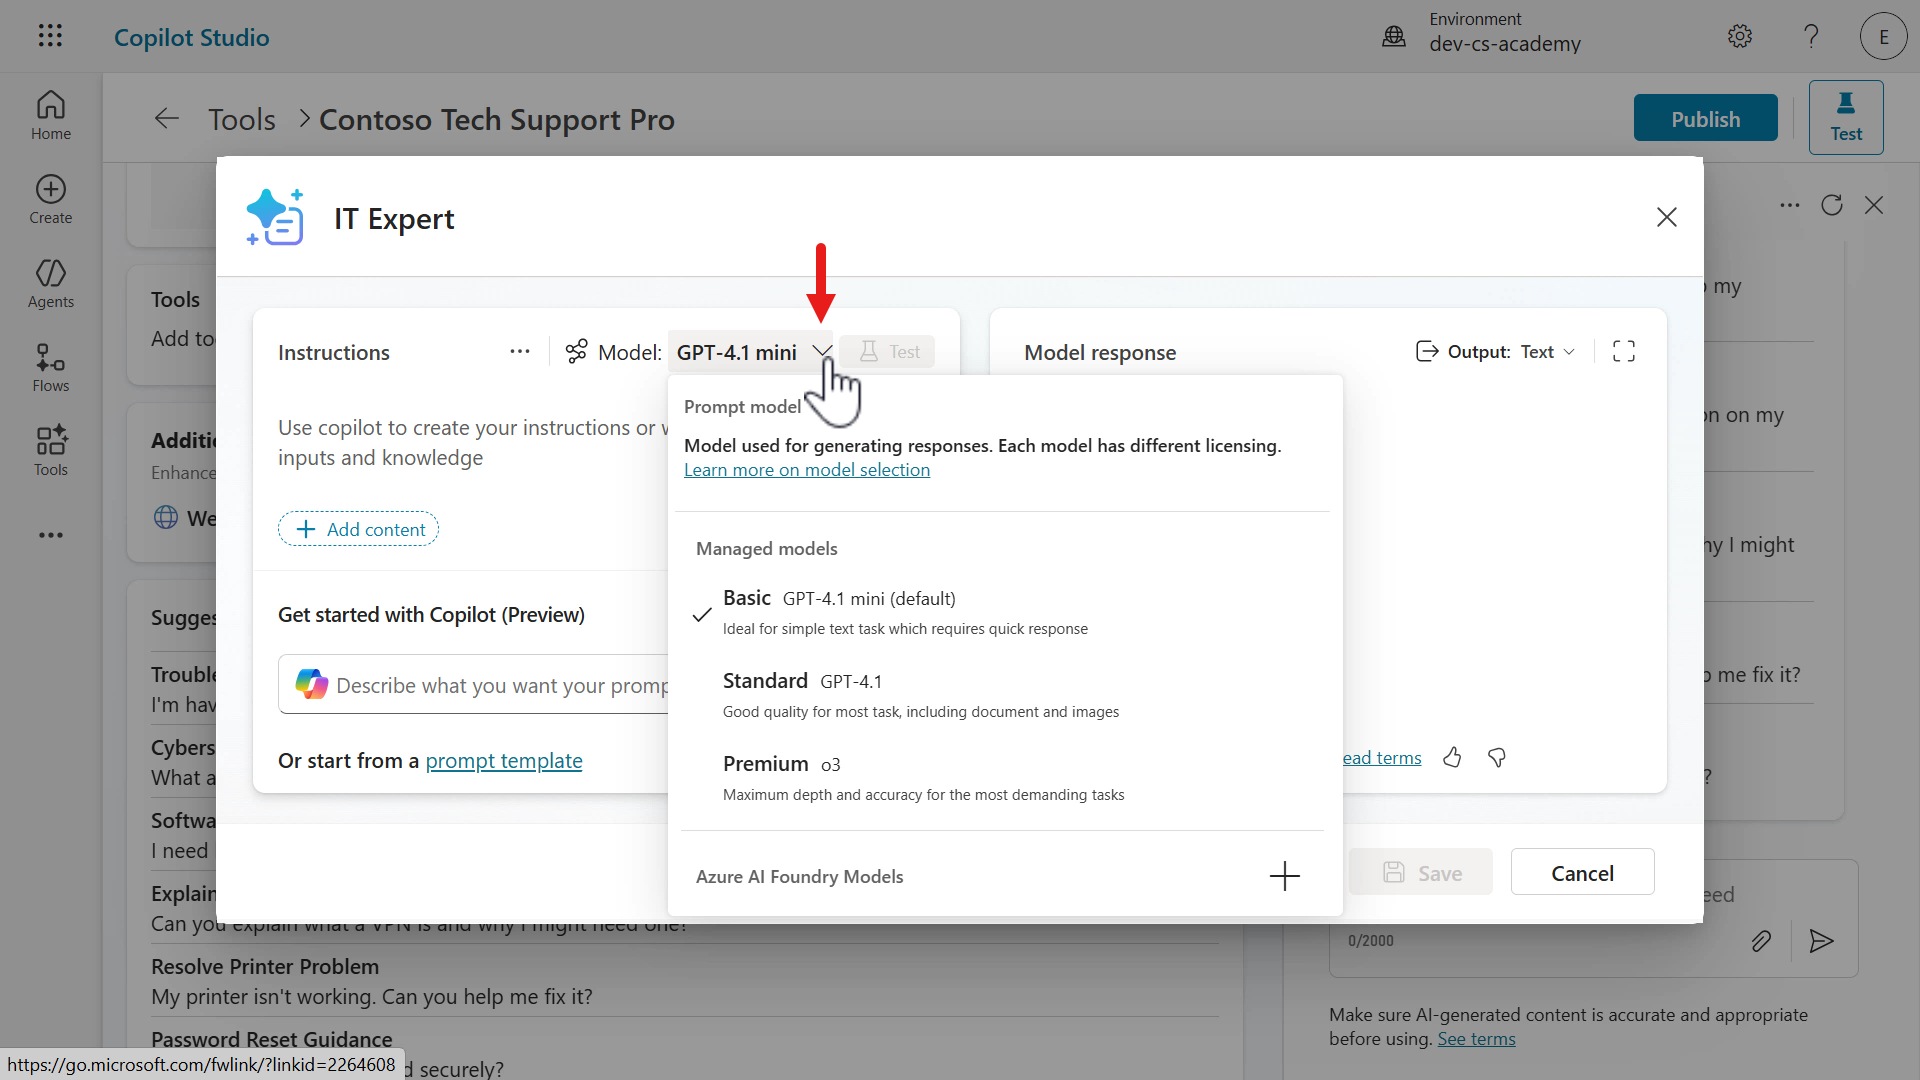 Copilot Studio
Environment
dev-cs-academy
?
E
Home
Create
Agents
Flows
Tools
Tools > Contoso Tech Support Pro
Publish
Test
Tools
Add to
Additi
Enhance
We
Sugges
Trouble
I'm hav
Cybers
What a
Softwa
I need
Explain
Can you explain what a VPN is and why I might need one?
Resolve Printer Problem
My printer isn't working. Can you help me fix it?
Password Reset Guidance
d securely?
https://go.microsoft.com/fwlink/?linkid=2264608
IT Expert
Instructions
Model: GPT-4.1 mini
Test
Use copilot to create your instructions or w
inputs and knowledge
Add content
Get started with Copilot (Preview)
Describe what you want your promp
Or start from a prompt template
Prompt model
Model used for generating responses. Each model has different licensing.
Learn more on model selection
Managed models
Basic GPT-4.1 mini (default)
Ideal for simple text task which requires quick response
Standard GPT-4.1
Good quality for most task, including document and images
Premium o3
Maximum depth and accuracy for the most demanding tasks
Azure AI Foundry Models
Model response
Output: Text
ead terms
Save
Cancel
my
on on my
hy I might
me fix it?
?
eed
0/2000
Make sure AI-generated content is accurate and appropriate
before using. See terms